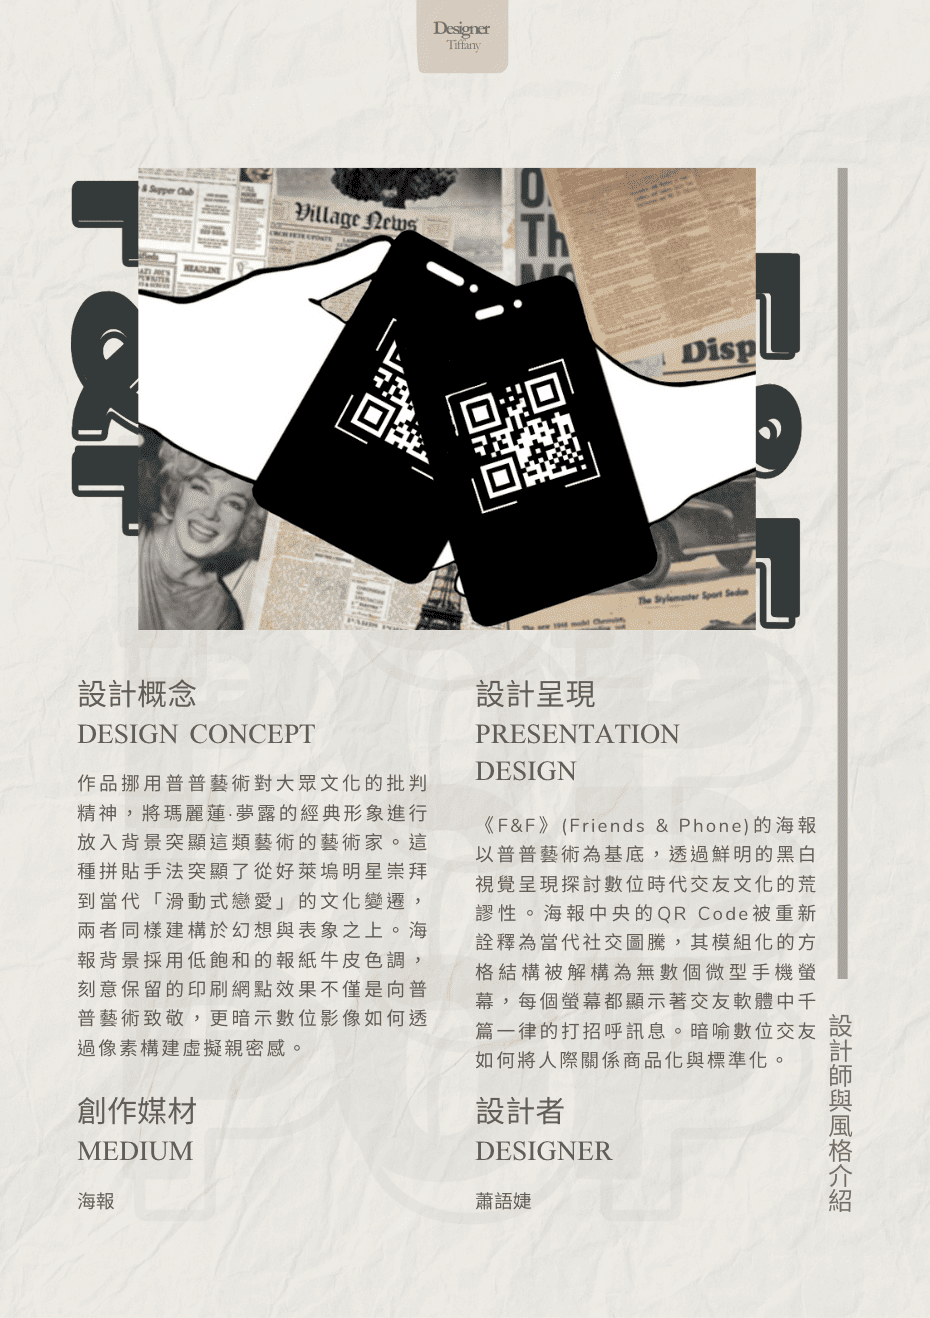 Designer
Tiffany
& Supper Club
Village News
HEADLINE
Disp
The Stylemaster Sport Sedan
設計概念
DESIGN CONCEPT
作品挪用普普藝術對大眾文化的批判
精神，將瑪麗蓮·夢露的經典形象進行
放入背景突顯這類藝術的藝術家。這
種拼貼手法突顯了從好萊塢明星崇拜
到當代「滑動式戀愛」的文化變遷，
兩者同樣建構於幻想與表象之上。海
報背景採用低飽和的報紙牛皮色調，
刻意保留的印刷網點效果不僅是向普
普藝術致敬，更暗示數位影像如何透
過像素構建虛擬親密感。
設計呈現
PRESENTATION
DESIGN
《F&F》(Friends & Phone)的海報
以普普藝術為基底，透過鮮明的黑白
視覺呈現探討數位時代交友文化的荒
謬性。海報中央的QR Code被重新
詮釋為當代社交圖騰，其模組化的方
格結構被解構為無數個微型手機螢
幕，每個螢幕都顯示著交友軟體中千
篇一律的打招呼訊息。暗喻數位交友
如何將人際關係商品化與標準化。
創作媒材
MEDIUM
海報
設計者
DESIGNER
蕭語婕
設計師與風格介紹